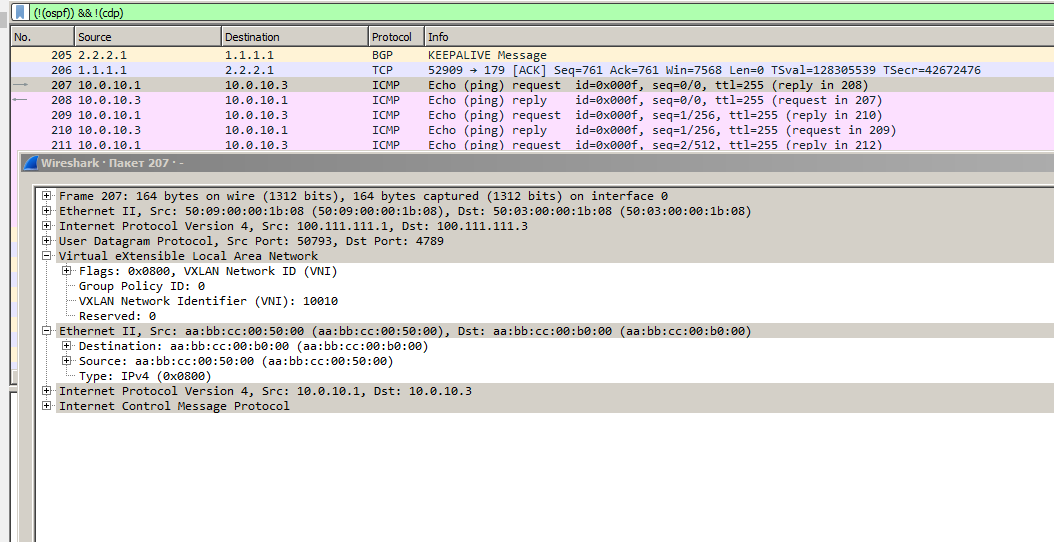 (!(ospf)) && !(cdp)
No. Source Destination Protocol Info
205 2.2.2.1 1.1.1.1 BGP KEEPALIVE Message
206 1.1.1.1 2.2.2.1 TCP 52909 → 179 [ACK] Seq=761 Ack=761 Win=7568 Len=0 TSval=128305539 TSecr=42672476
207 10.0.10.1 10.0.10.3 ICMP Echo (ping) request id=0x000f, seq=0/0, ttl=255 (reply in 208)
208 10.0.10.3 10.0.10.1 ICMP Echo (ping) reply id=0x000f, seq=0/0, ttl=255 (request in 207)
209 10.0.10.1 10.0.10.3 ICMP Echo (ping) request id=0x000f, seq=1/256, ttl=255 (reply in 210)
210 10.0.10.3 10.0.10.1 ICMP Echo (ping) reply id=0x000f, seq=1/256, ttl=255 (request in 209)
211 10.0.10.1 10.0.10.3 ICMP Echo (ping) request id=0x000f, seq=2/512, ttl=255 (reply in 212)
Wireshark · Пакет 207 · -
Frame 207: 164 bytes on wire (1312 bits), 164 bytes captured (1312 bits) on interface 0
Ethernet II, Src: 50:09:00:00:1b:08 (50:09:00:00:1b:08), Dst: 50:03:00:00:1b:08 (50:03:00:00:1b:08)
Internet Protocol Version 4, Src: 100.111.111.1, Dst: 100.111.111.3
User Datagram Protocol, Src Port: 50793, Dst Port: 4789
Virtual eXtensible Local Area Network
Flags: 0x0800, VXLAN Network ID (VNI)
Group Policy ID: 0
VXLAN Network Identifier (VNI): 10010
Reserved: 0
Ethernet II, Src: aa:bb:cc:00:50:00 (aa:bb:cc:00:50:00), Dst: aa:bb:cc:00:b0:00 (aa:bb:cc:00:b0:00)
Destination: aa:bb:cc:00:b0:00 (aa:bb:cc:00:b0:00)
Source: aa:bb:cc:00:50:00 (aa:bb:cc:00:50:00)
Type: IPv4 (0x0800)
Internet Protocol Version 4, Src: 10.0.10.1, Dst: 10.0.10.3
Internet Control Message Protocol